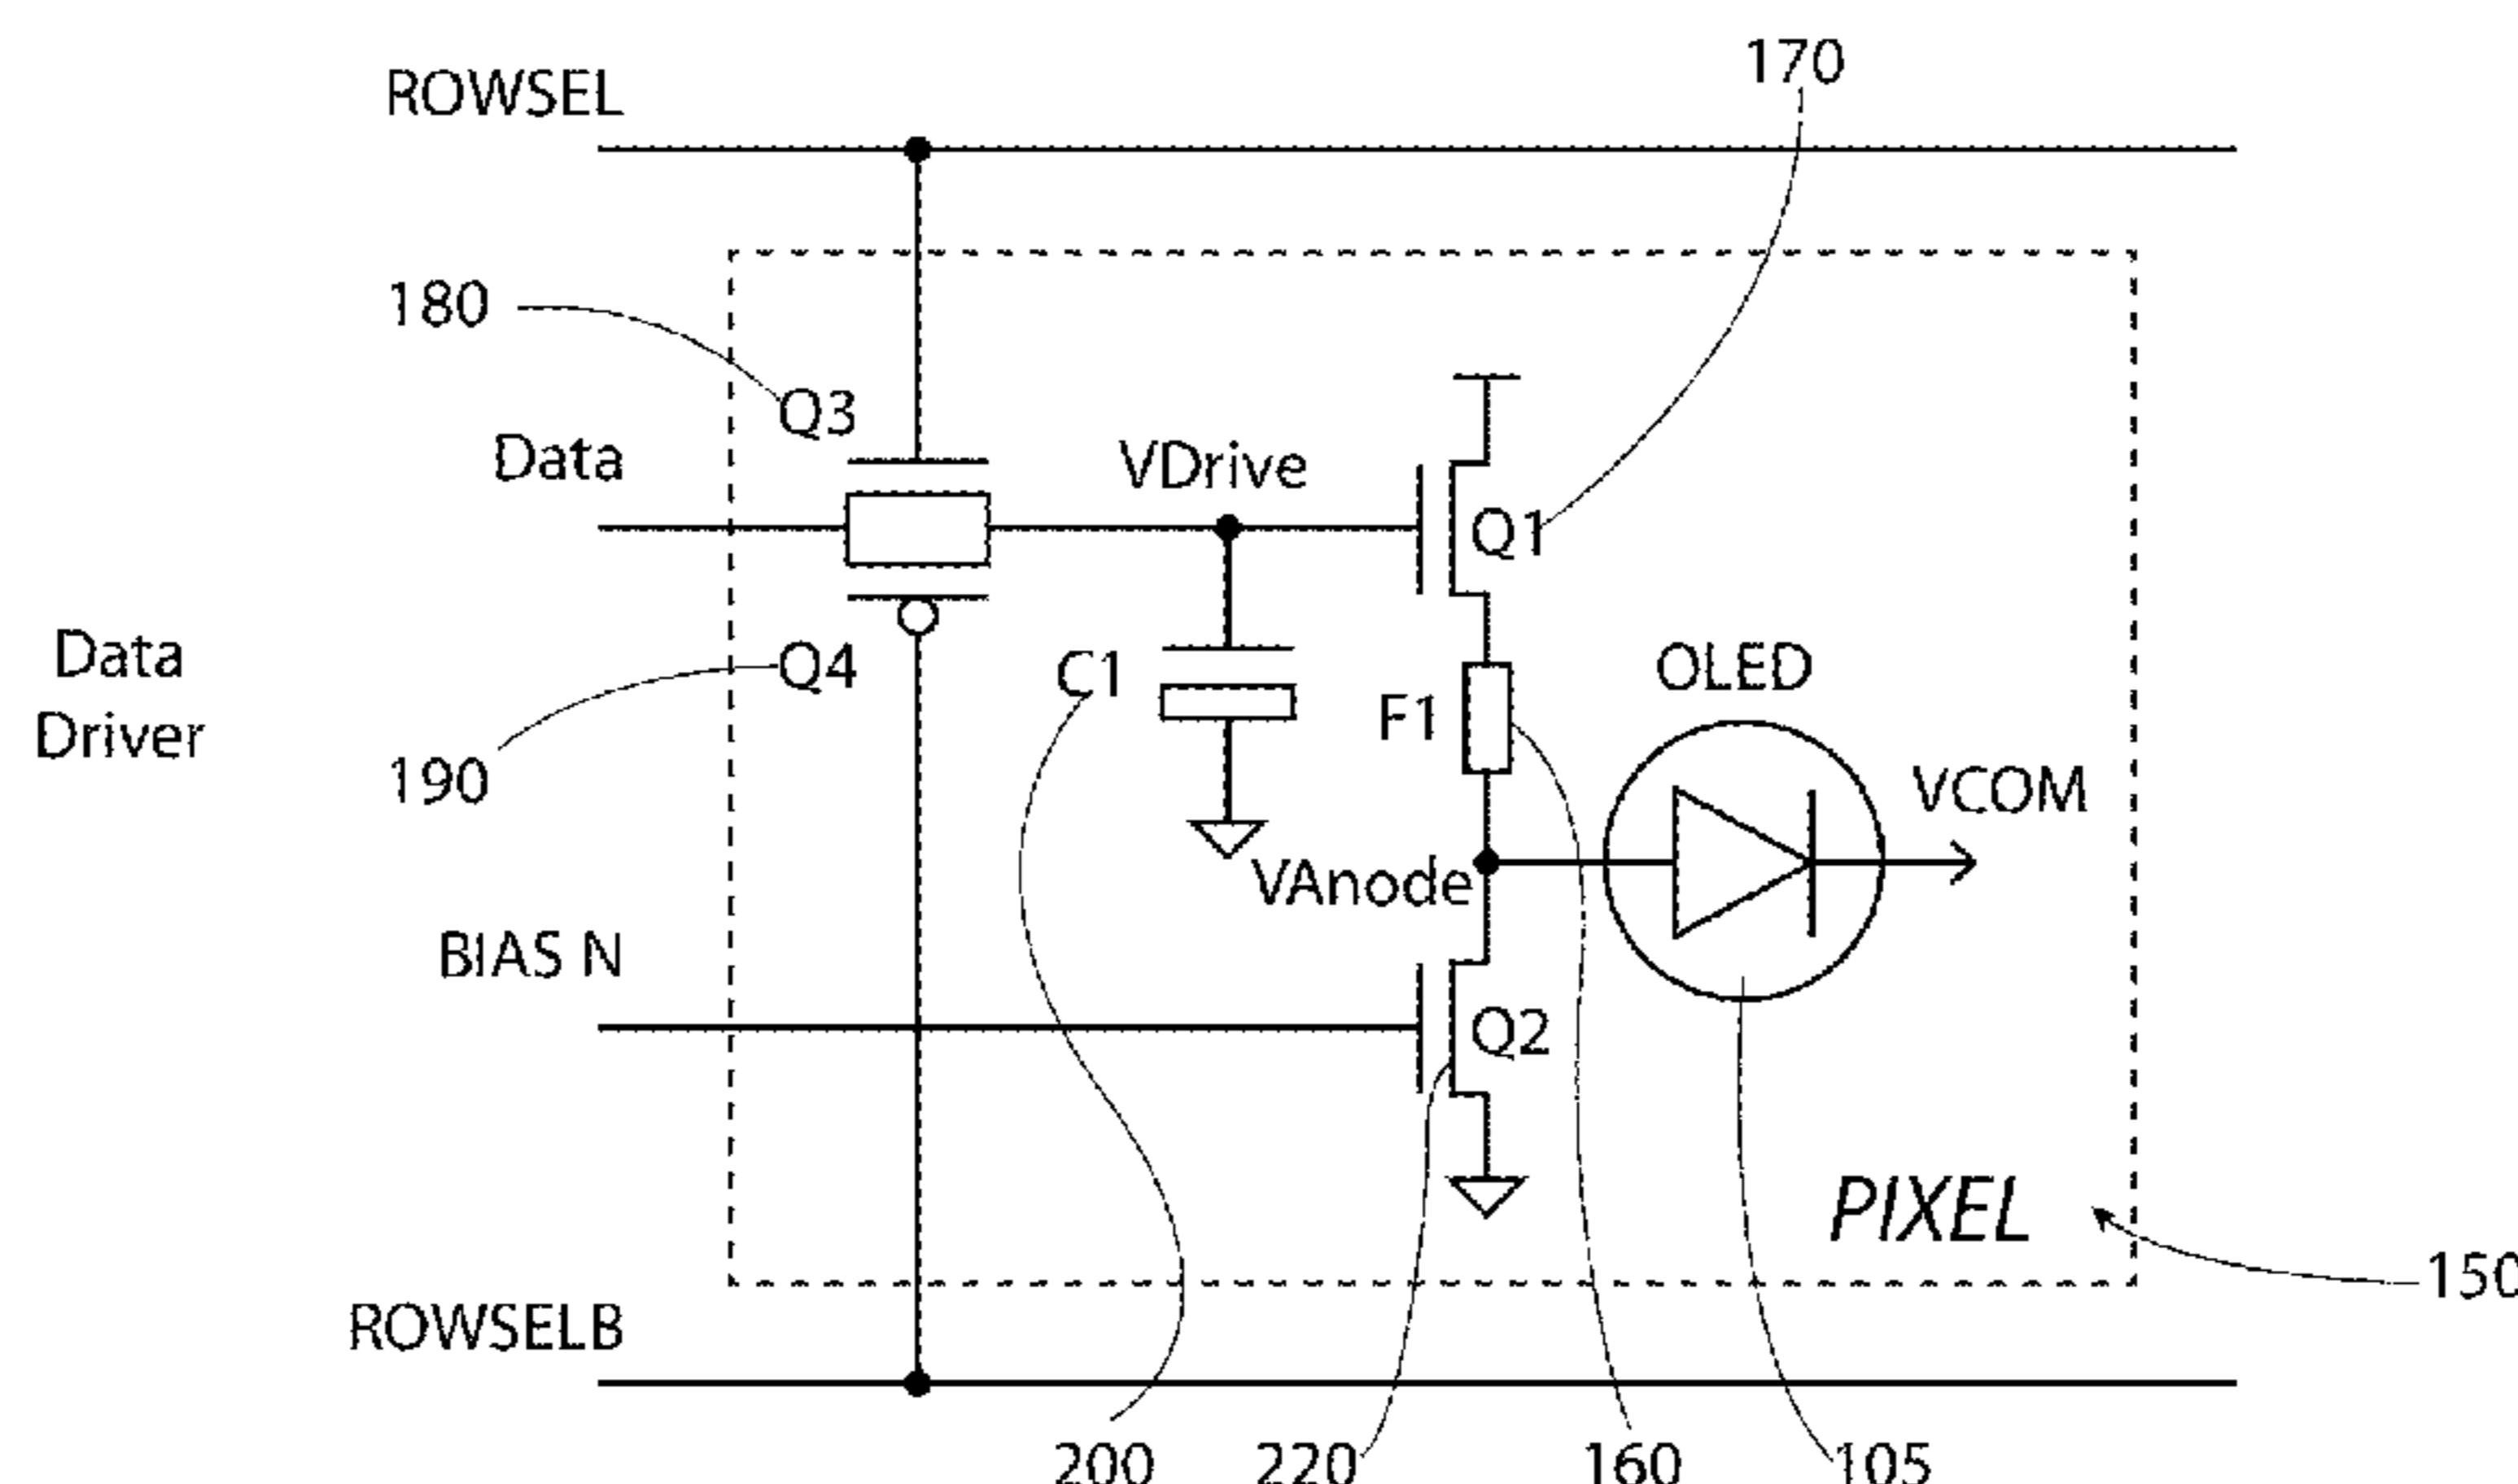 170
ROWSEL
180
Q3
Data
VDrive
Q1
Data
Driver
Q4
C1
F1
OLED
190
VCOM
VAnode
BIAS N
Q2
PIXEL
150
ROWSELB
200
220
160
105